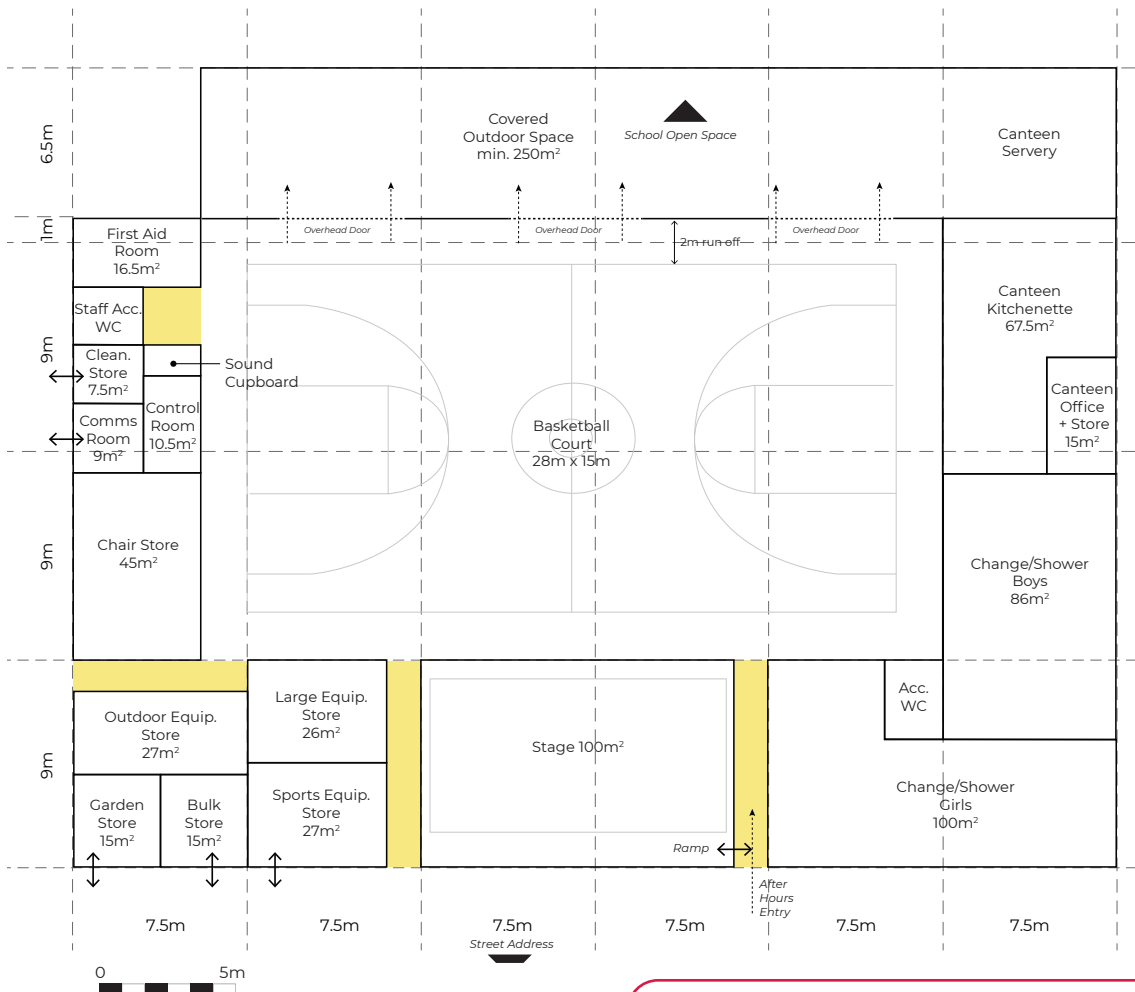 6.5m
Covered
Outdoor Space
min. 250m²
School Open Space
Canteen
Servery
1m
First Aid
Room
16.5m²
Overhead Door
Overhead Door
Overhead Door
2m run off
Staff Acc.
WC
9m
Clean.
Store
7.5m²
Sound
Cupboard
Comms
Room
9m²
Control
Room
10.5m²
Basketball
Court
28m x 15m
Canteen
Kitchenette
67.5m²
Canteen
Office
+ Store
15m²
9m
Chair Store
45m²
Change/Shower
Boys
86m²
9m
Outdoor Equip.
Store
27m²
Large Equip.
Store
26m²
Stage 100m²
Acc.
WC
Garden
Store
15m²
Bulk
Store
15m²
Sports Equip.
Store
27m²
Change/Shower
Girls
100m²
Ramp
After
Hours
Entry
7.5m
7.5m
7.5m
7.5m
7.5m
7.5m
Street Address
0
5m